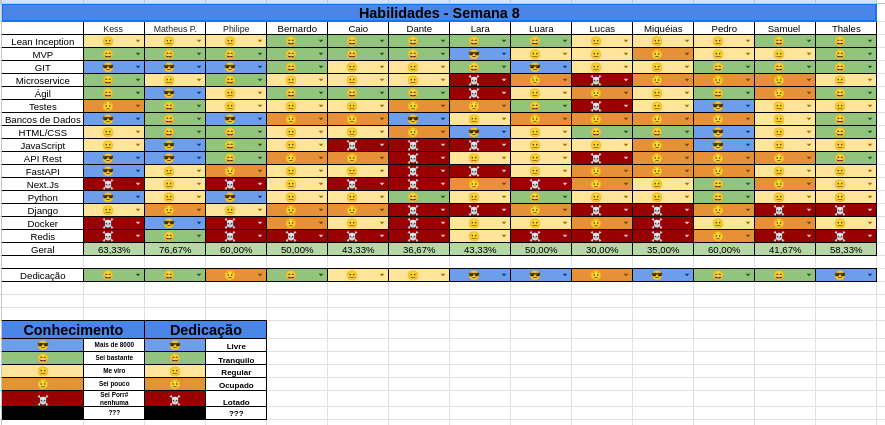 Habilidades - Semana 8
Kess Matheus P. Philipe Bernardo Caio Dante Lara Luara Lucas Miquéias Pedro Samuel Thales
Lean Inception
MVP
GIT
Microservice
Ágil
Testes
Bancos de Dados
HTML/CSS
JavaScript
API Rest
FastAPI
Next.Js
Python
Django
Docker
Redis
Geral 63,33% 76,67% 60,00% 50,00% 43,33% 36,67% 43,33% 50,00% 30,00% 35,00% 60,00% 41,67% 58,33%
Dedicação
Conhecimento Dedicação
Mais de 8000 Livre
Sei bastante Tranquilo
Me viro Regular
Sei pouco Ocupado
Sei Porr# nenhuma Lotado
??? ???